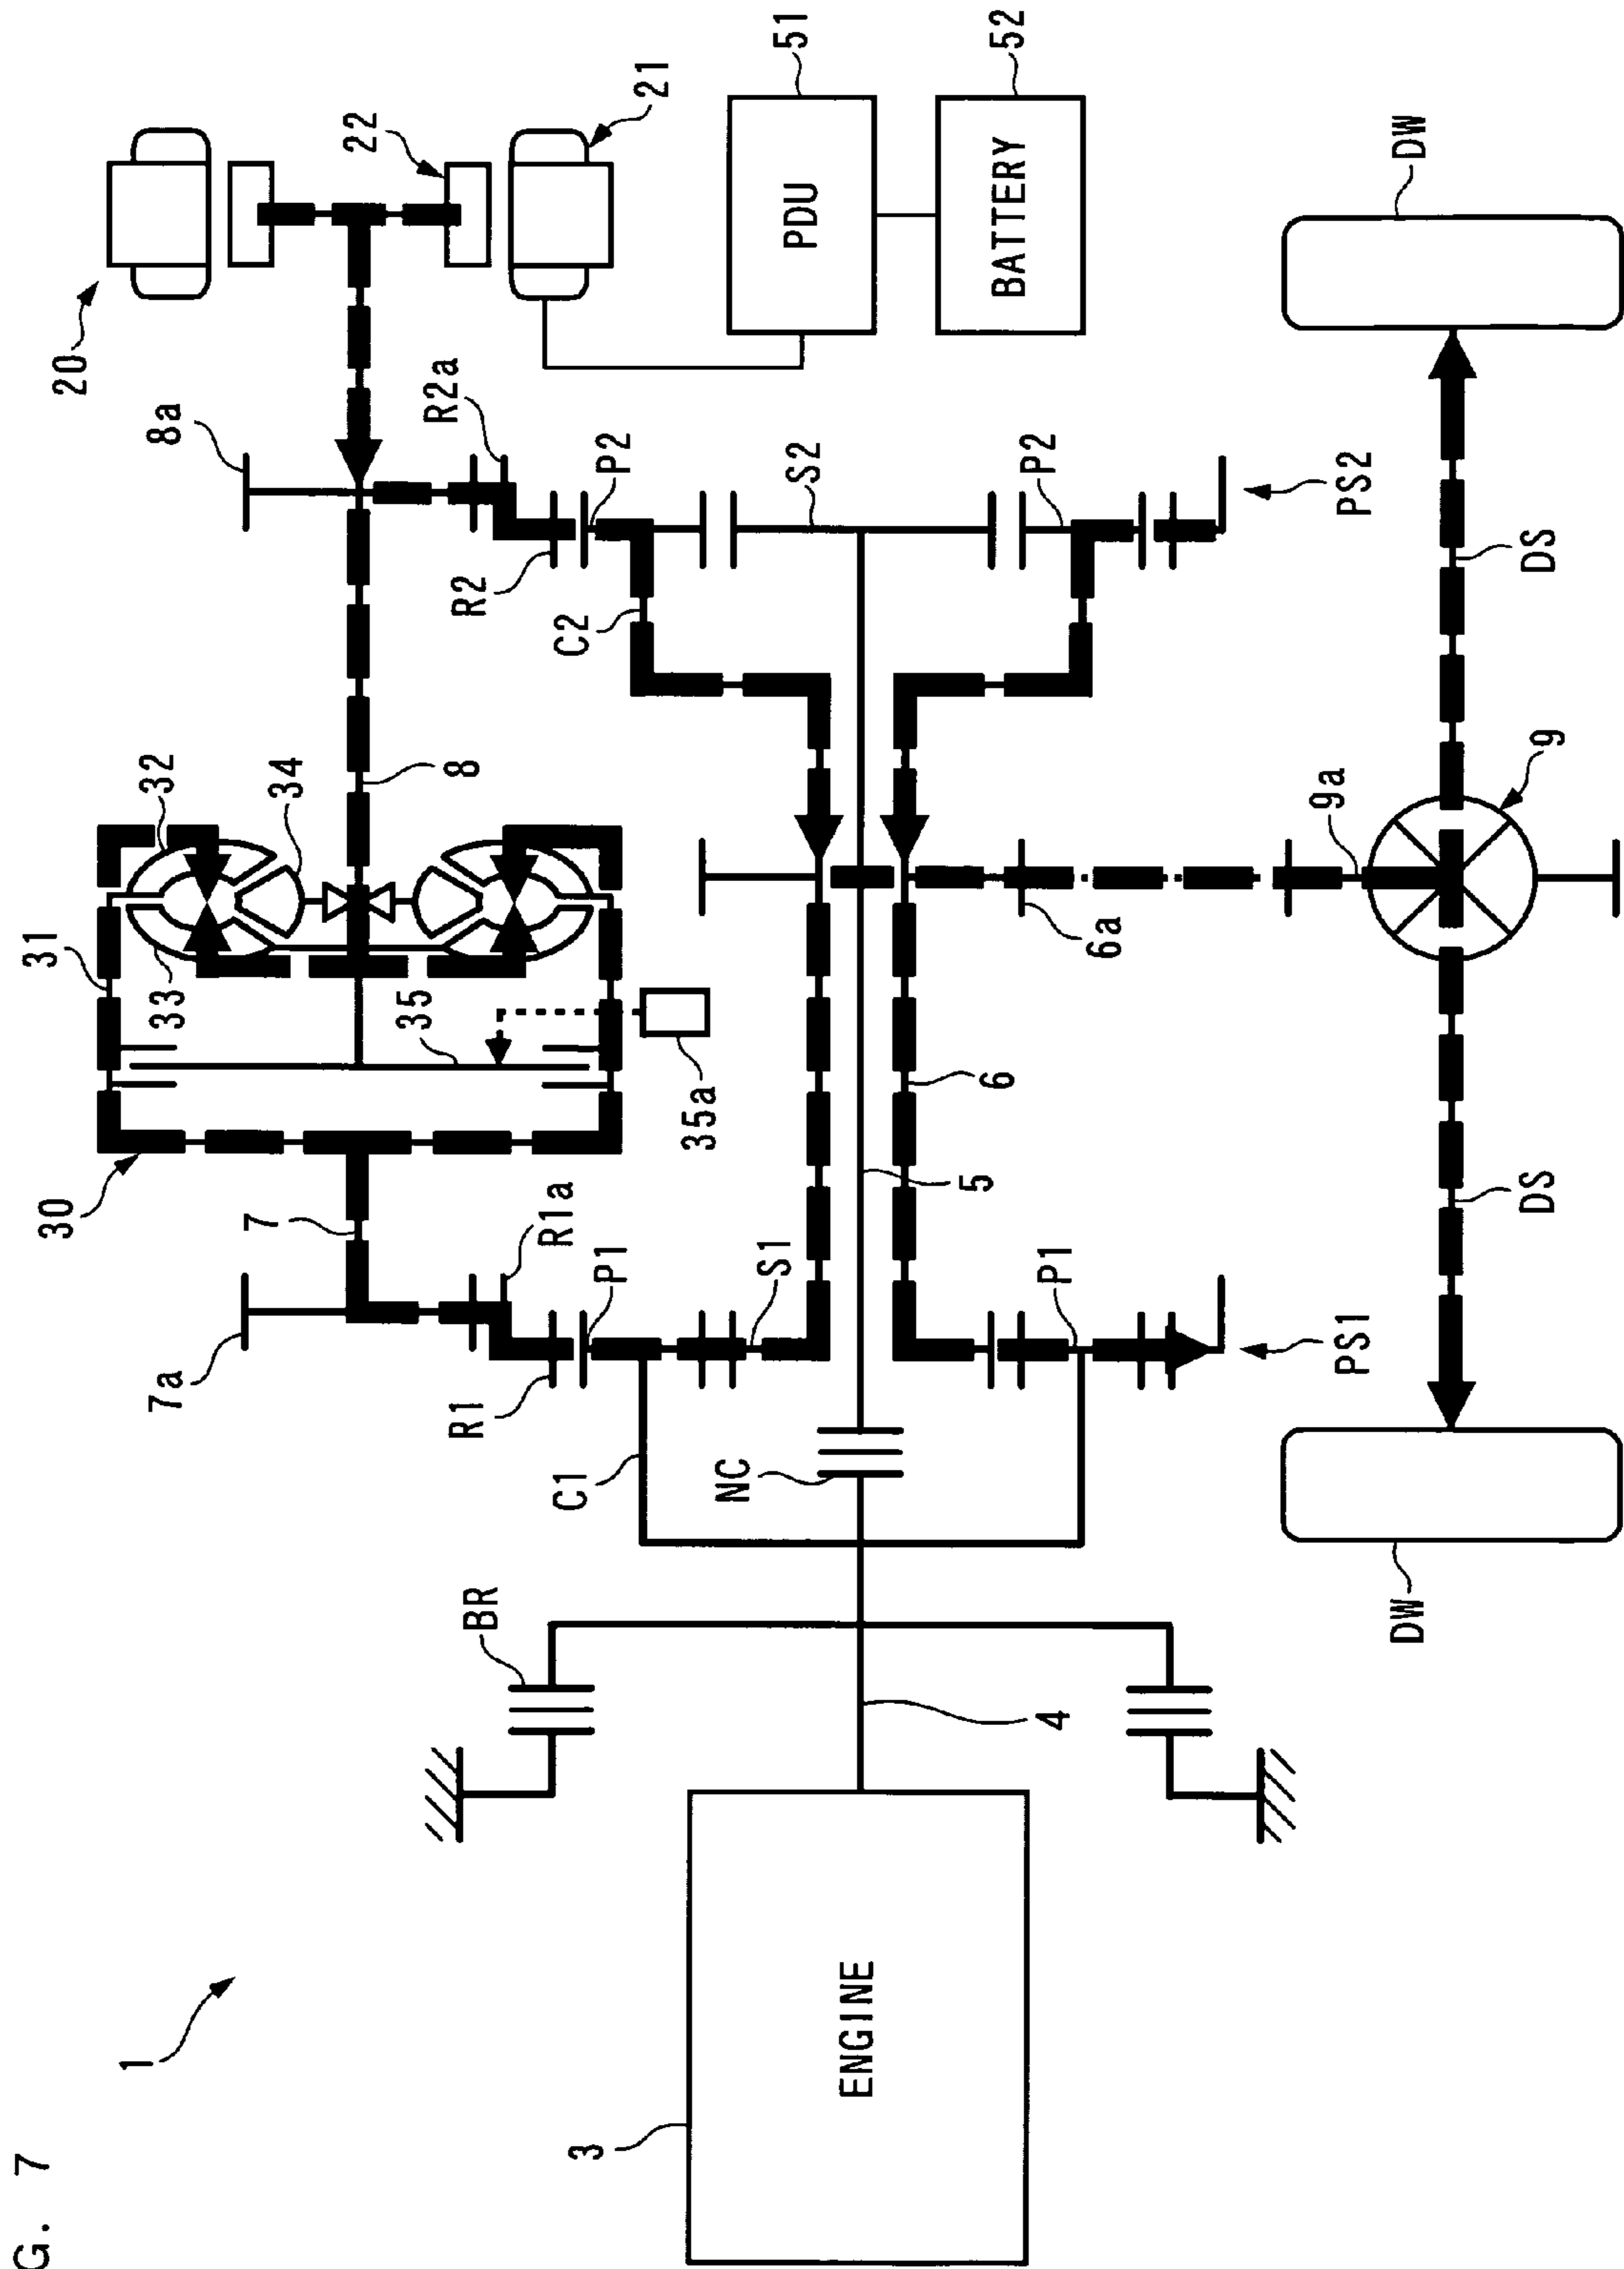 G. 7
1
3
ENGINE
4
BR
DW
C1
NC
R1
7a
P1
S1
P1
PS1
R1a
7
30
5
DS
35a
6
31
33
35
6a
9a
9
32
34
8
C2
R2
P2
S2
P2
PS2
DS
8a
R2a
20
22
21
PDU
51
BATTERY
52
DW